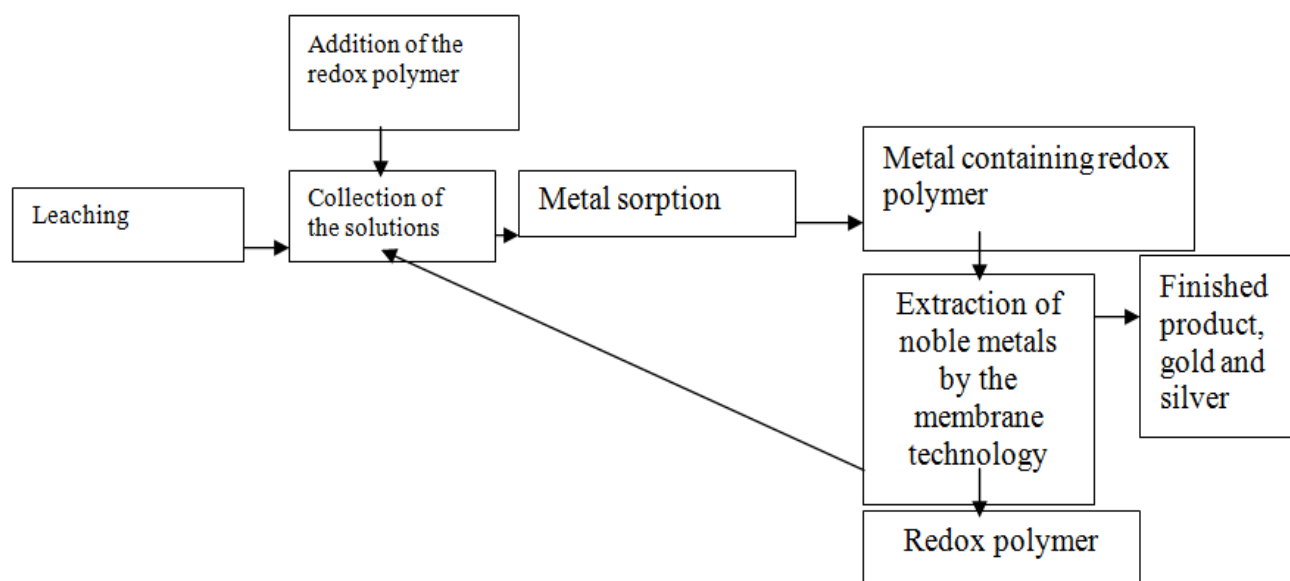 Addition of the
redox polymer
Leaching
Collection of
the solutions
Metal sorption
Metal containing redox
polymer
Extraction of
noble metals
by the
membrane
technology
Finished
product,
gold and
silver
Redox polymer